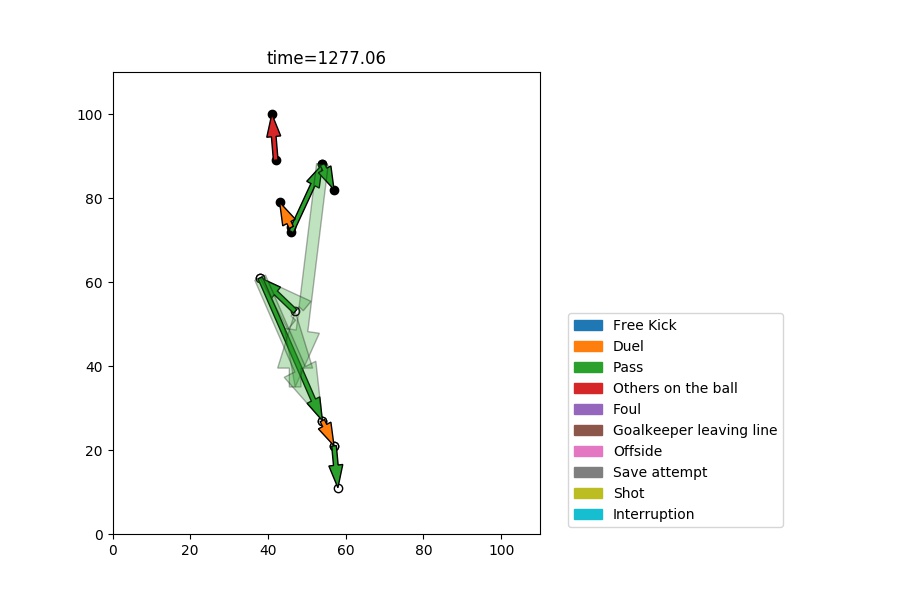 time=1277.06
100
80
60
40
20
0
0 20 40 60 80 100
Free Kick
Duel
Pass
Others on the ball
Foul
Goalkeeper leaving line
Offside
Save attempt
Shot
Interruption